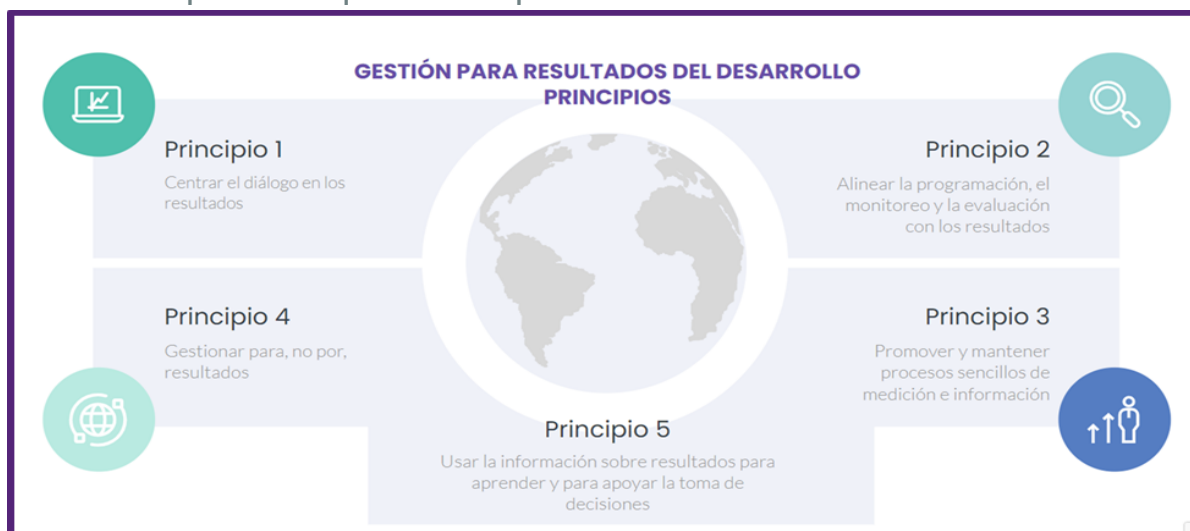 GESTIÓN PARA RESULTADOS DEL DESARROLLO
PRINCIPIOS
Principio 1
Centrar el diálogo en los
resultados
Principio 2
Alinear la programación, el
monitoreo y la evaluación
con los resultados
Principio 4
Gestionar para, no por,
resultados
Principio 3
Promover y mantener
procesos sencillos de
medición e información
Principio 5
Usar la información sobre resultados para
aprender y para apoyar la toma de
decisiones